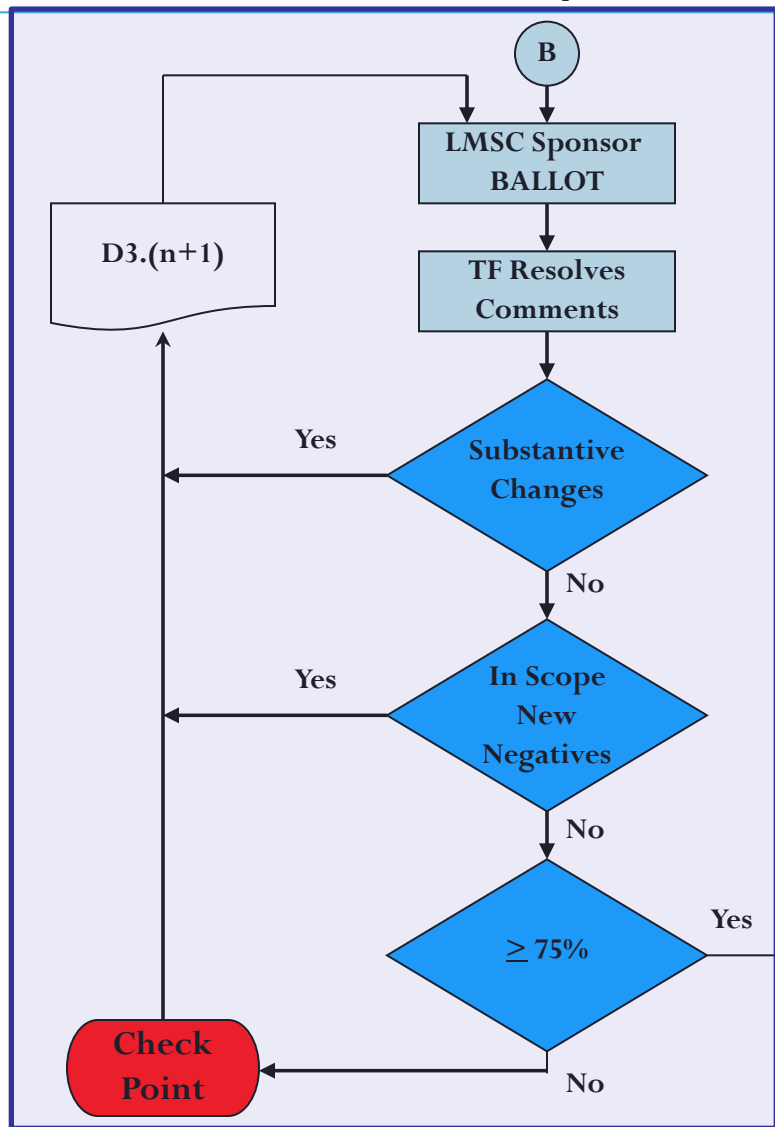 B
LMSC Sponsor
BALLOT
D3.(n+1)
TF Resolves
Comments
Yes
Substantive
Changes
No
Yes
In Scope
New
Negatives
No
≥ 75%
Yes
Check
Point
No